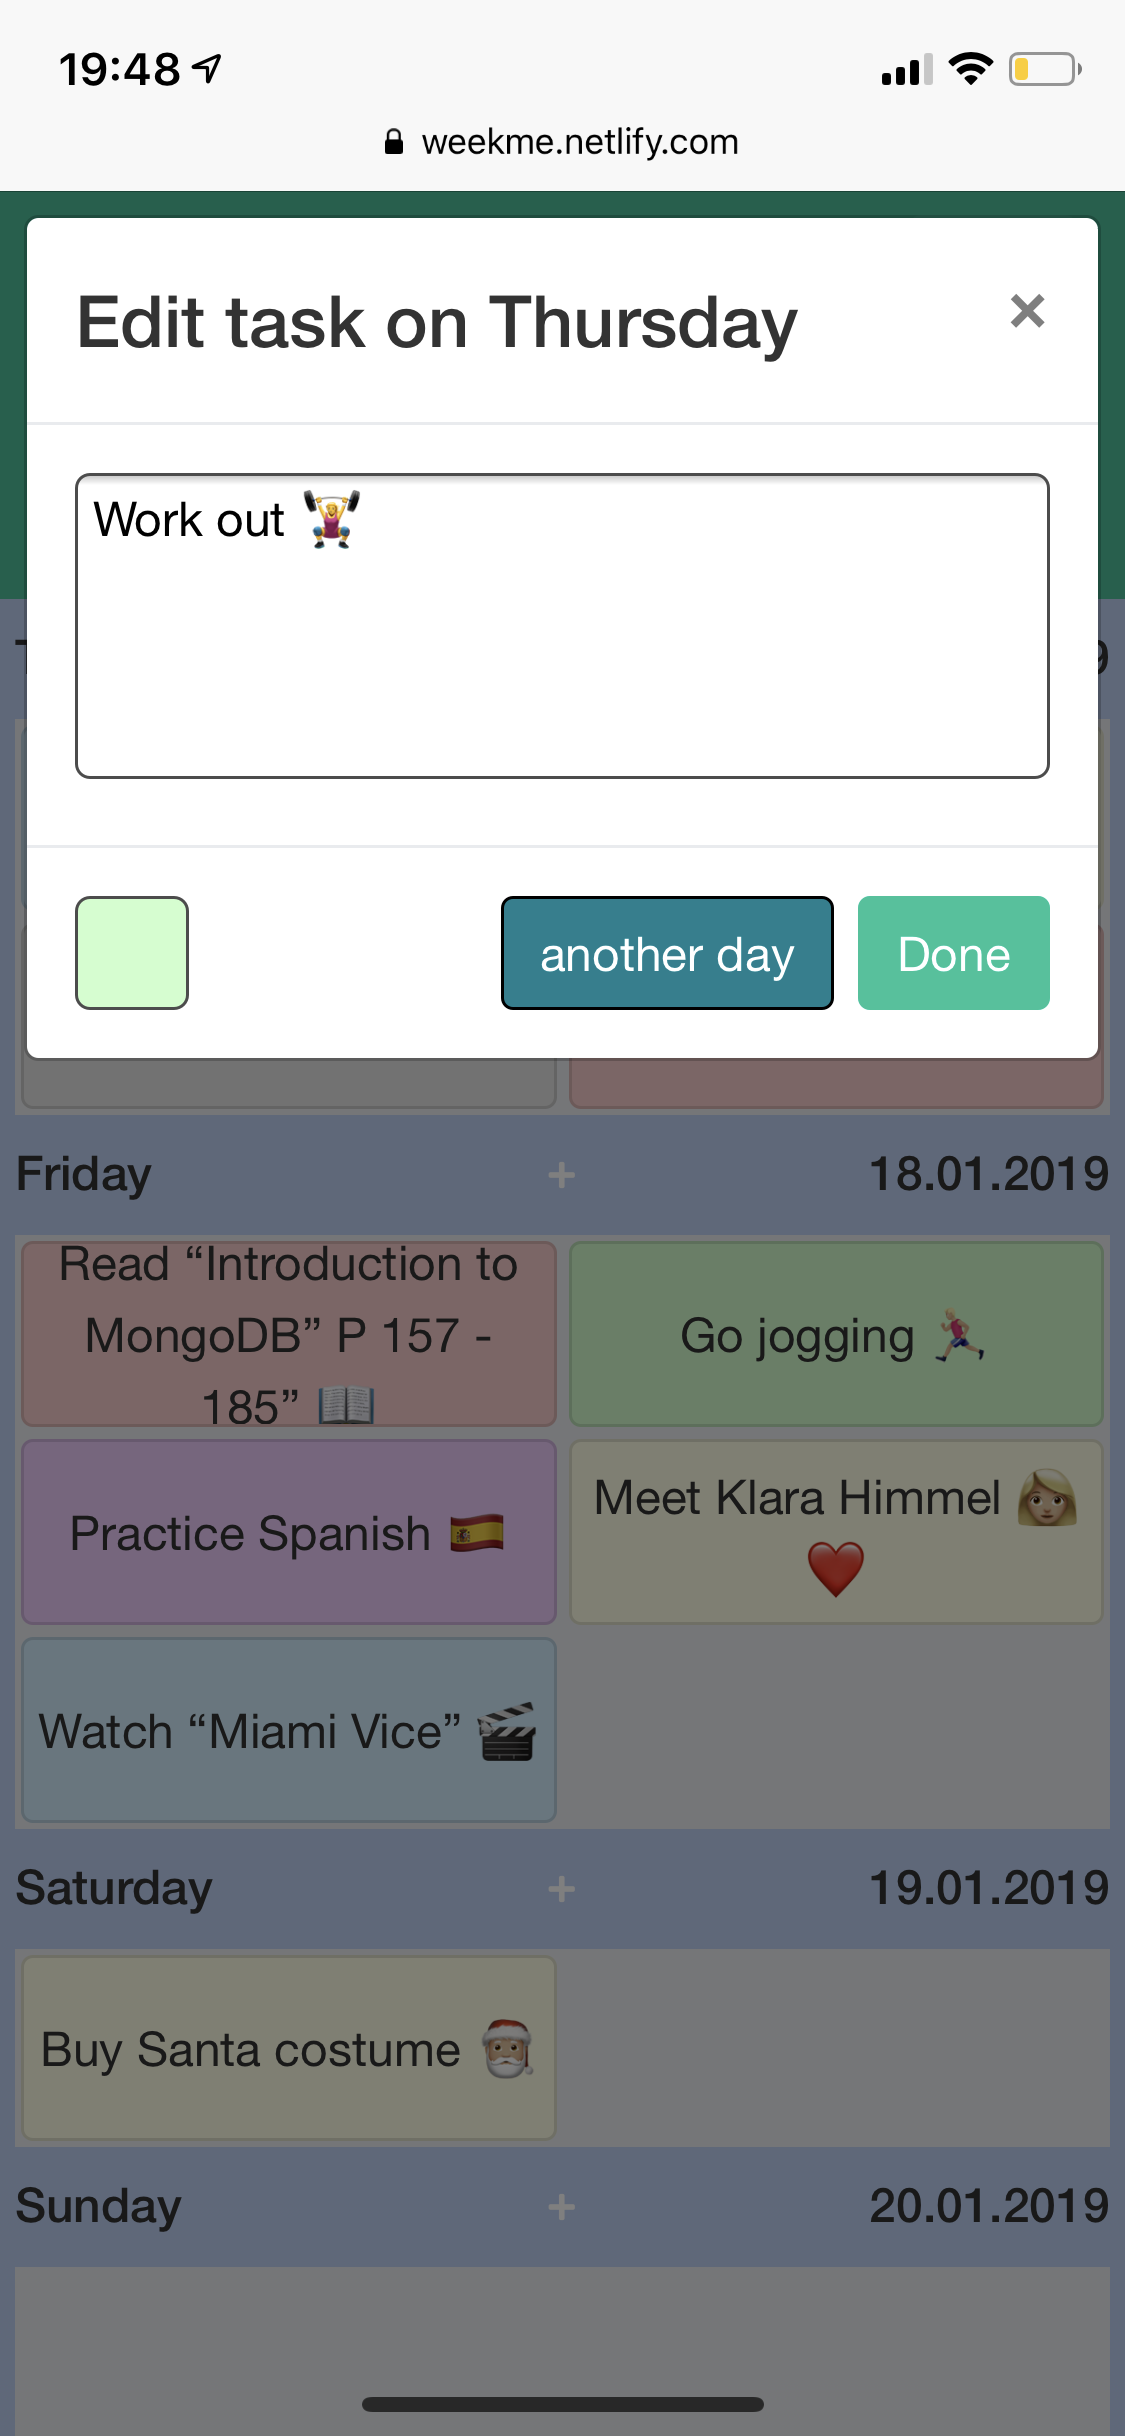 19:48
weekme.netlify.com
Edit task on Thursday
×
Work out 🏋️‍♀️
another day
Done
Friday + 18.01.2019
Read “Introduction to
MongoDB” P 157 -
185” 📖
Go jogging 🏃🏼
Practice Spanish 🇪🇸
Meet Klara Himmel 👩🏼
❤️
Watch “Miami Vice” 🎬
Saturday + 19.01.2019
Buy Santa costume 🎅🏼
Sunday + 20.01.2019